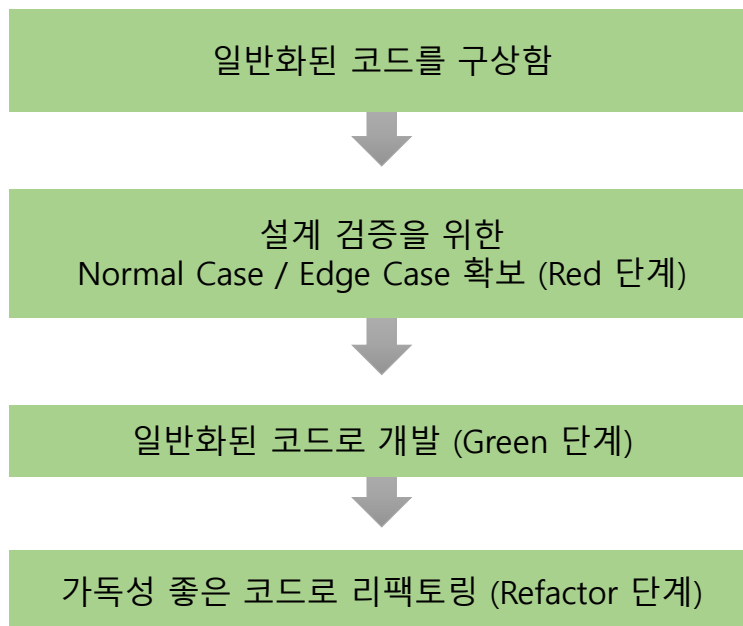 일반화된 코드를 구상함
설계 검증을 위한
Normal Case / Edge Case 확보 (Red 단계)
일반화된 코드로 개발 (Green 단계)
가독성 좋은 코드로 리팩토링 (Refactor 단계)